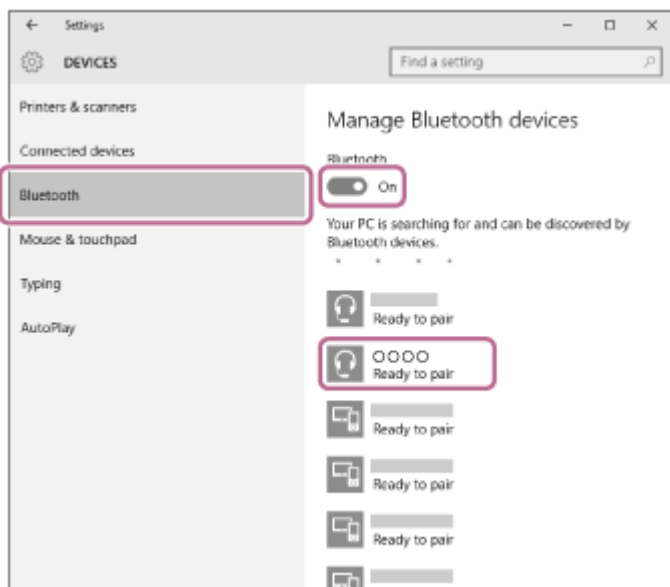 Settings
DEVICES
Find a setting
Printers & scanners
Connected devices
Bluetooth
Mouse & touchpad
Typing
AutoPlay
Manage Bluetooth devices
Bluetooth
On
Your PC is searching for and can be discovered by
Bluetooth devices.
Ready to pair
OOOO
Ready to pair
Ready to pair
Ready to pair
Ready to pair